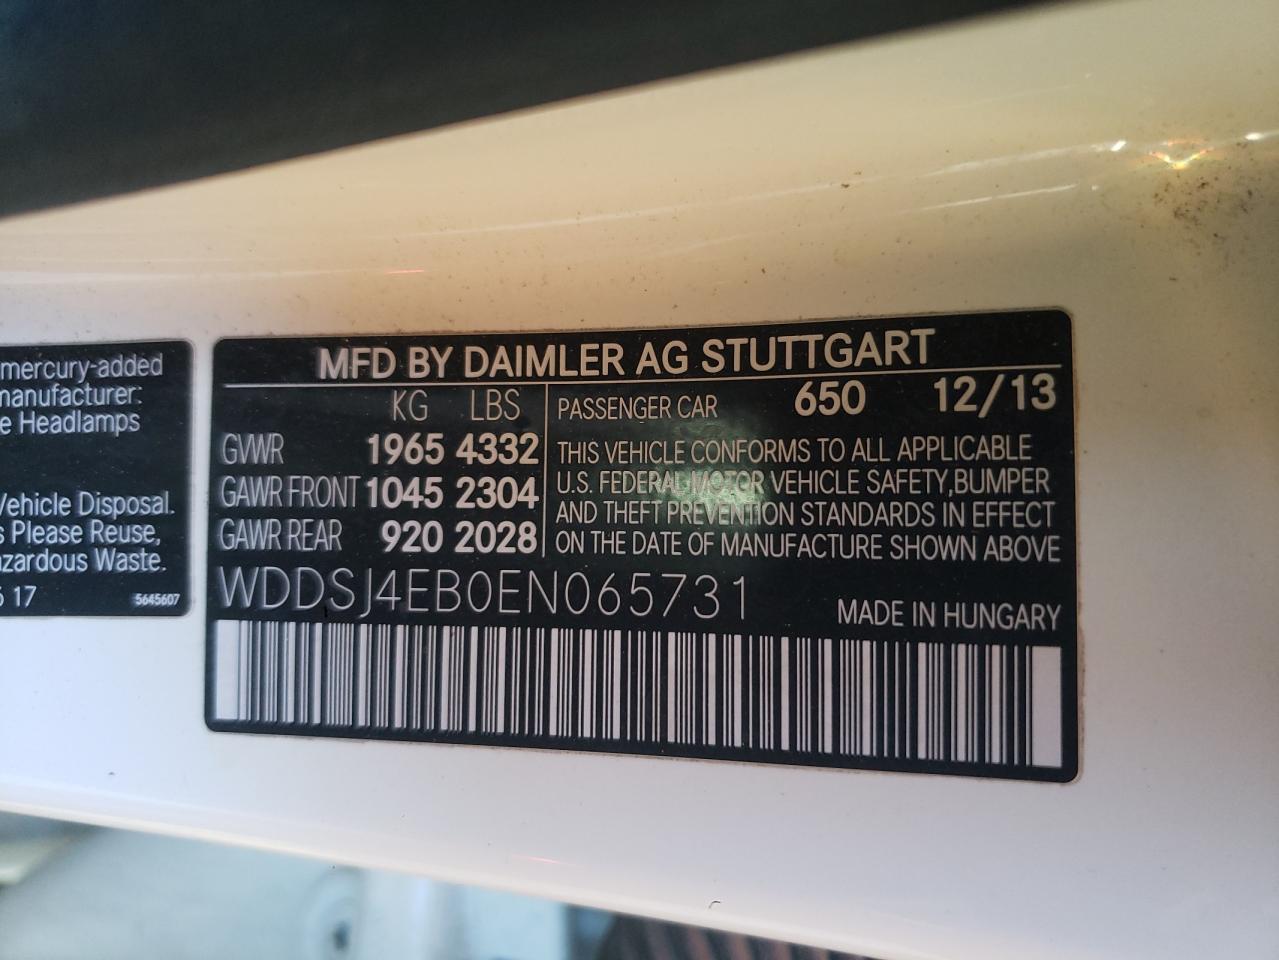 mercury-added
manufacturer:
e Headlamps
Vehicle Disposal.
s Please Reuse,
azardous Waste.
6 17
5645607
MFD BY DAIMLER AG STUTTGART
KG LBS
GVWR 1965 4332
GAWR FRONT 1045 2304
GAWR REAR 920 2028
PASSENGER CAR 650 12/13
THIS VEHICLE CONFORMS TO ALL APPLICABLE
U.S. FEDERAL MOTOR VEHICLE SAFETY, BUMPER
AND THEFT PREVENTION STANDARDS IN EFFECT
ON THE DATE OF MANUFACTURE SHOWN ABOVE
WDDSJ4EB0EN065731
MADE IN HUNGARY